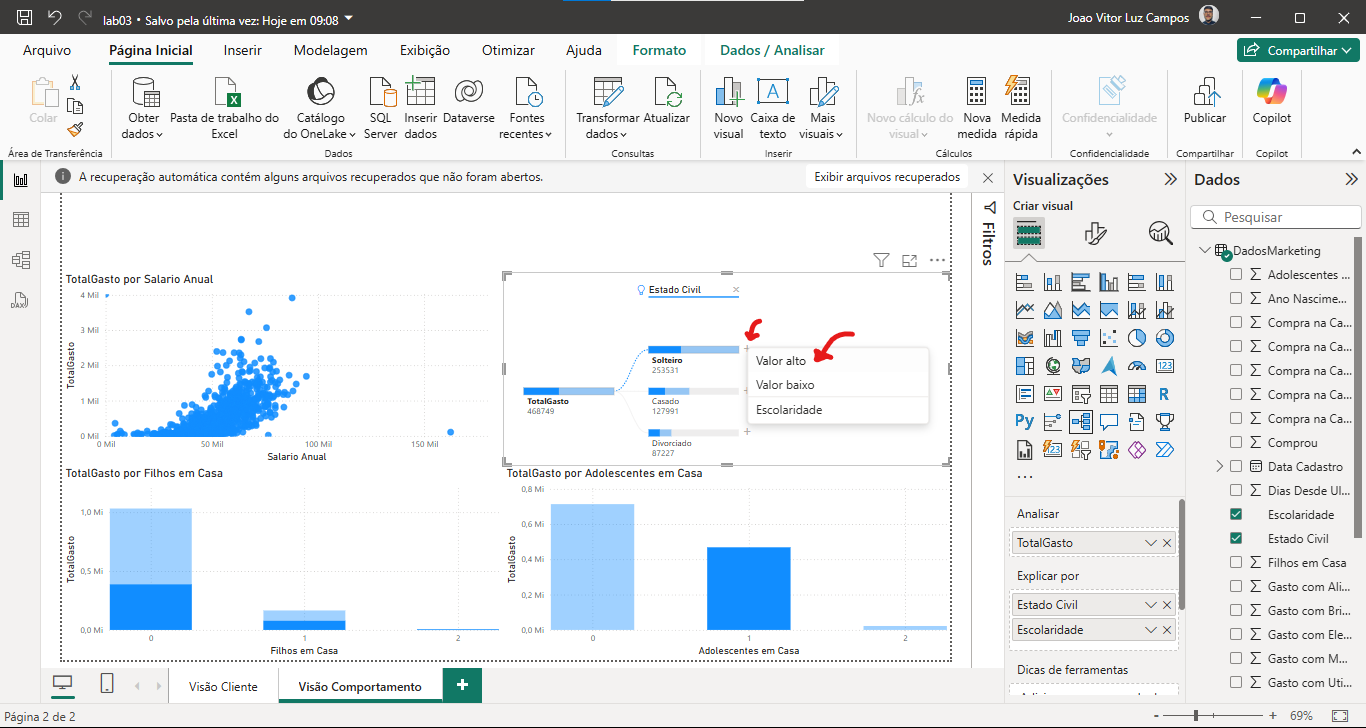 lab03 • Salvo pela última vez: Hoje em 09:08
Joao Vitor Luz Campos
Arquivo
Página Inicial
Inserir
Modelagem
Exibição
Otimizar
Ajuda
Formato
Dados / Analisar
Compartilhar
Colar
Obter dados
Pasta de trabalho do Excel
Catálogo do OneLake
SQL Server
Inserir dados
Dataverse
Fontes recentes
Transformar dados
Atualizar
Novo visual
Caixa de texto
Mais visuais
Novo cálculo do visual
Nova medida
Medida rápida
Confidencialidade
Publicar
Copilot
Área de Transferência
Dados
Consultas
Inserir
Cálculos
Confidencialidade
Compartilhar
Copilot
A recuperação automática contém alguns arquivos recuperados que não foram abertos.
Exibir arquivos recuperados
TotalGasto por Salario Anual
4 Mil
3 Mil
2 Mil
1 Mil
0 Mil
TotalGasto
0 Mil
50 Mil
100 Mil
150 Mil
Salario Anual
Estado Civil
TotalGasto
468749
Solteiro
253531
Casado
127991
Divorciado
87227
Valor alto
Valor baixo
Escolaridade
TotalGasto por Filhos em Casa
1,0 Mi
0,5 Mi
0,0 Mi
TotalGasto
0
1
2
Filhos em Casa
TotalGasto por Adolescentes em Casa
0,8 Mi
0,6 Mi
0,4 Mi
0,2 Mi
0,0 Mi
TotalGasto
0
1
2
Adolescentes em Casa
Filtros
Visualizações
Criar visual
123
R
Py
123
Analisar
TotalGasto
Explicar por
Estado Civil
Escolaridade
Dicas de ferramentas
Dados
Pesquisar
DadosMarketing
Adolescentes ...
Ano Nascime...
Compra na Ca...
Compra na Ca...
Compra na Ca...
Compra na Ca...
Compra na Ca...
Comprou
Data Cadastro
Dias Desde Ul...
Escolaridade
Estado Civil
Filhos em Casa
Gasto com Ali...
Gasto com Bri...
Gasto com Ele...
Gasto com M...
Gasto com Uti...
Visão Cliente
Visão Comportamento
Página 2 de 2
69%